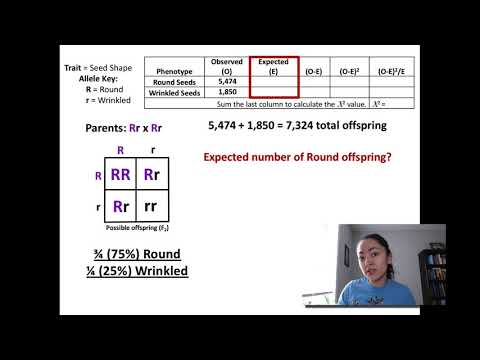 Trait = Seed Shape
Allele Key:
R = Round
r = Wrinkled
Phenotype Observed (O) Expected (E) (O-E) (O-E)² (O-E)²/E
Round Seeds 5,474
Wrinkled Seeds 1,850
Sum the last column to calculate the X² value. X² =
Parents: Rr x Rr
5,474 + 1,850 = 7,324 total offspring
R r
R RR Rr
r Rr rr
Possible offspring (F₂)
Expected number of Round offspring?
¾ (75%) Round
¼ (25%) Wrinkled